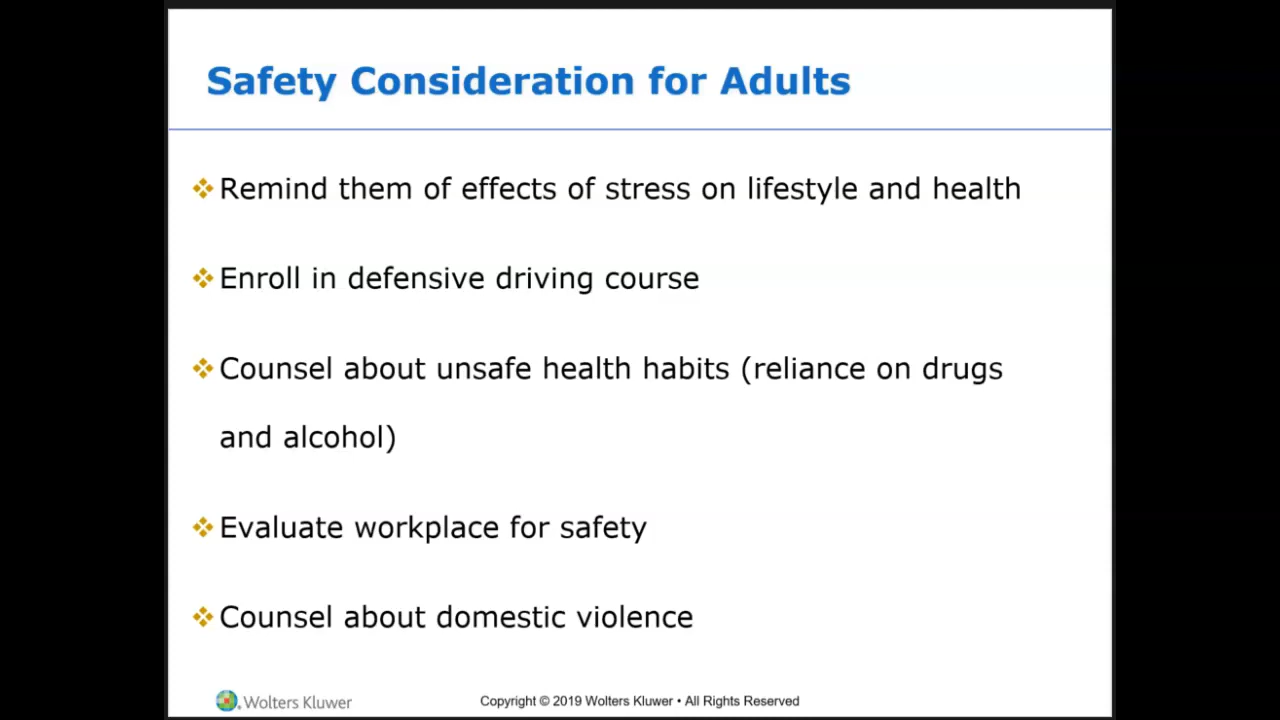 Safety Consideration for Adults
❖Remind them of effects of stress on lifestyle and health
❖Enroll in defensive driving course
❖Counsel about unsafe health habits (reliance on drugs
and alcohol)
❖Evaluate workplace for safety
❖Counsel about domestic violence
Wolters Kluwer
Copyright © 2019 Wolters Kluwer • All Rights Reserved